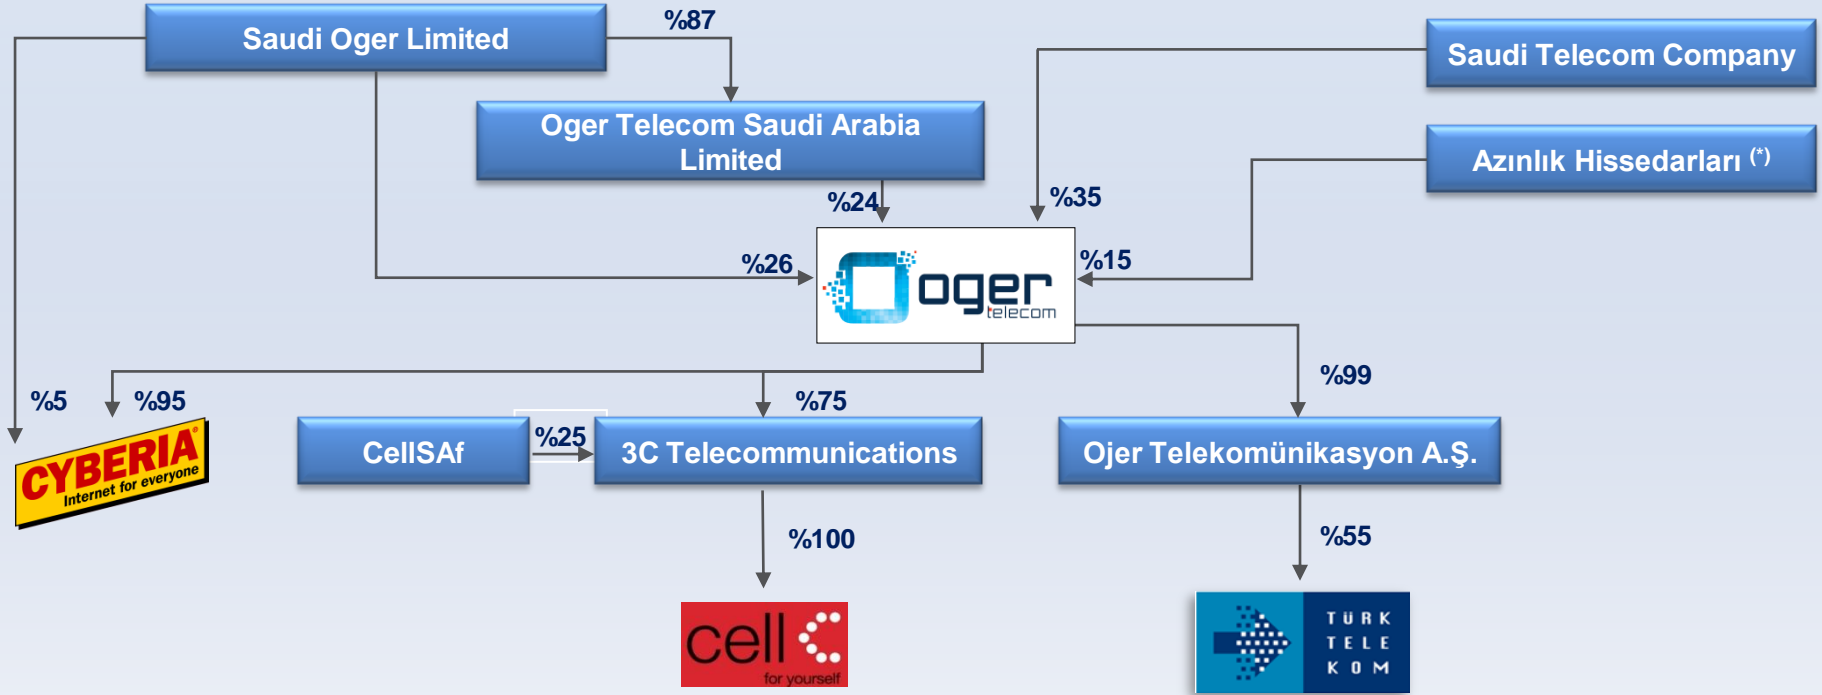 Saudi Oger Limited
%87
Saudi Telecom Company
Oger Telecom Saudi Arabia
Limited
Azınlık Hissedarları (*)
%24
%35
%26
%15
oger
telecom
%99
%5
%95
%75
CYBERIA
Internet for everyone
CellSAf
%25
3C Telecommunications
Ojer Telekomünikasyon A.Ş.
%100
%55
cell C
for yourself
TÜRK
TELE
KOM